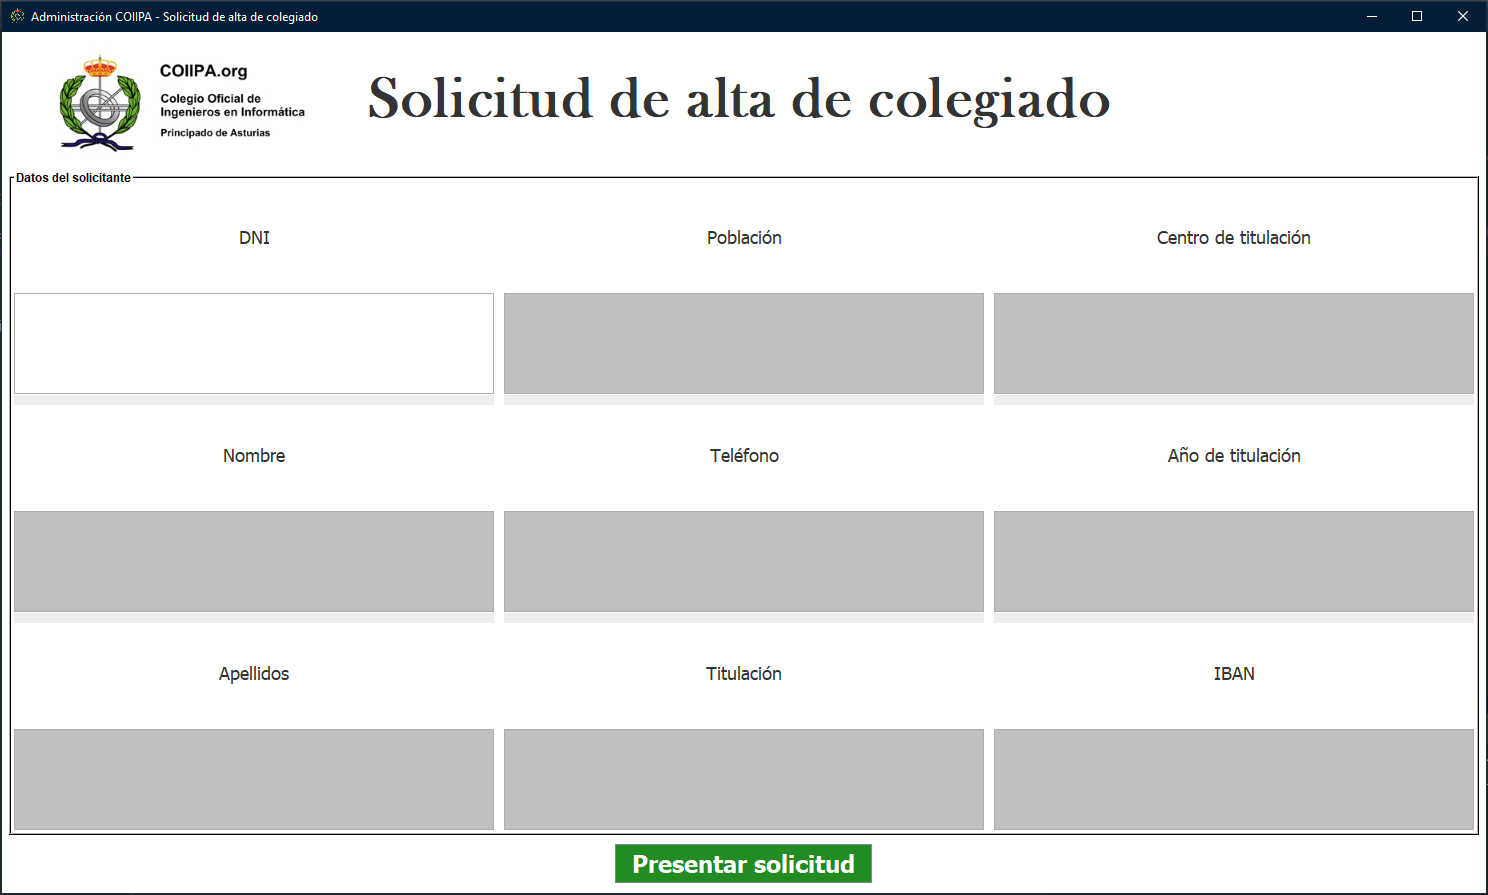 Administración COIIPA - Solicitud de alta de colegiado
COIIPA.org
Colegio Oficial de
Ingenieros en Informática
Principado de Asturias
Solicitud de alta de colegiado
Datos del solicitante
DNI
Población
Centro de titulación
Nombre
Teléfono
Año de titulación
Apellidos
Titulación
IBAN
Presentar solicitud